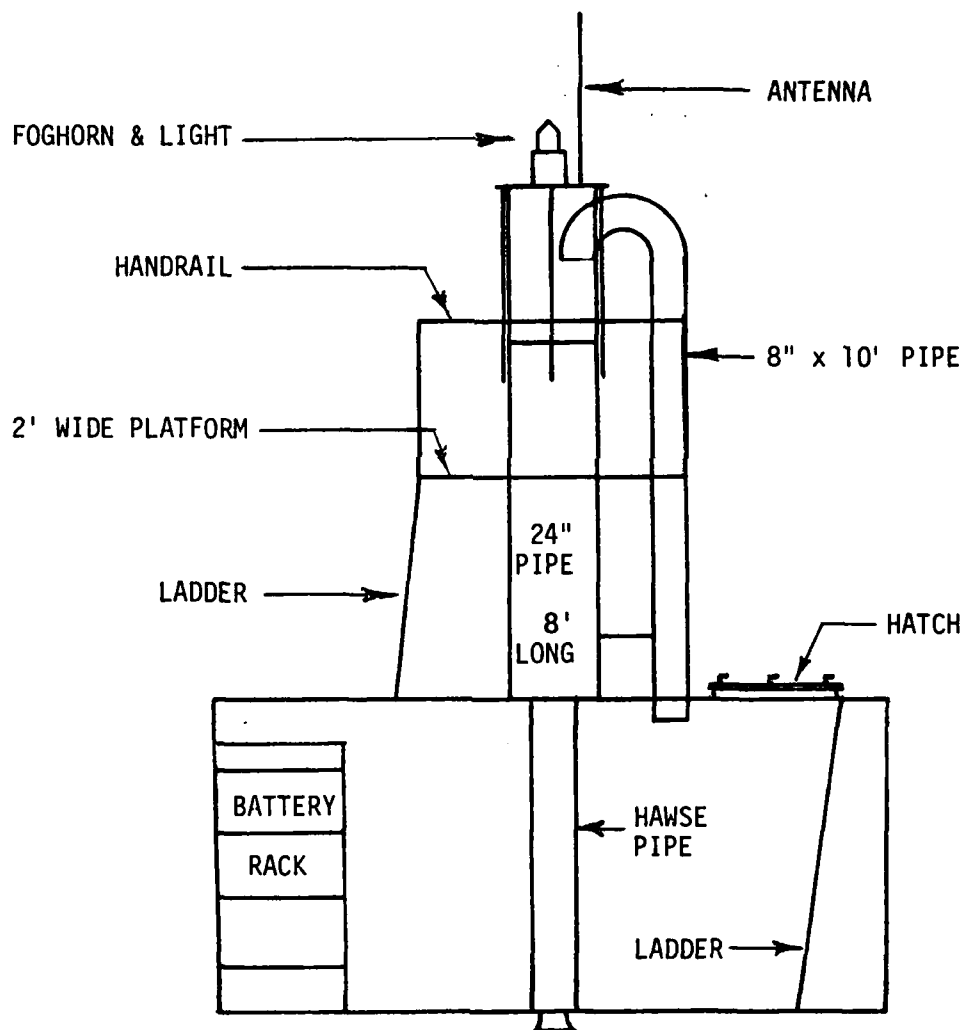 ANTENNA
FOGHORN & LIGHT
HANDRAIL
8" x 10' PIPE
2' WIDE PLATFORM
24"
PIPE
8'
LONG
LADDER
HATCH
BATTERY
RACK
HAWSE
PIPE
LADDER